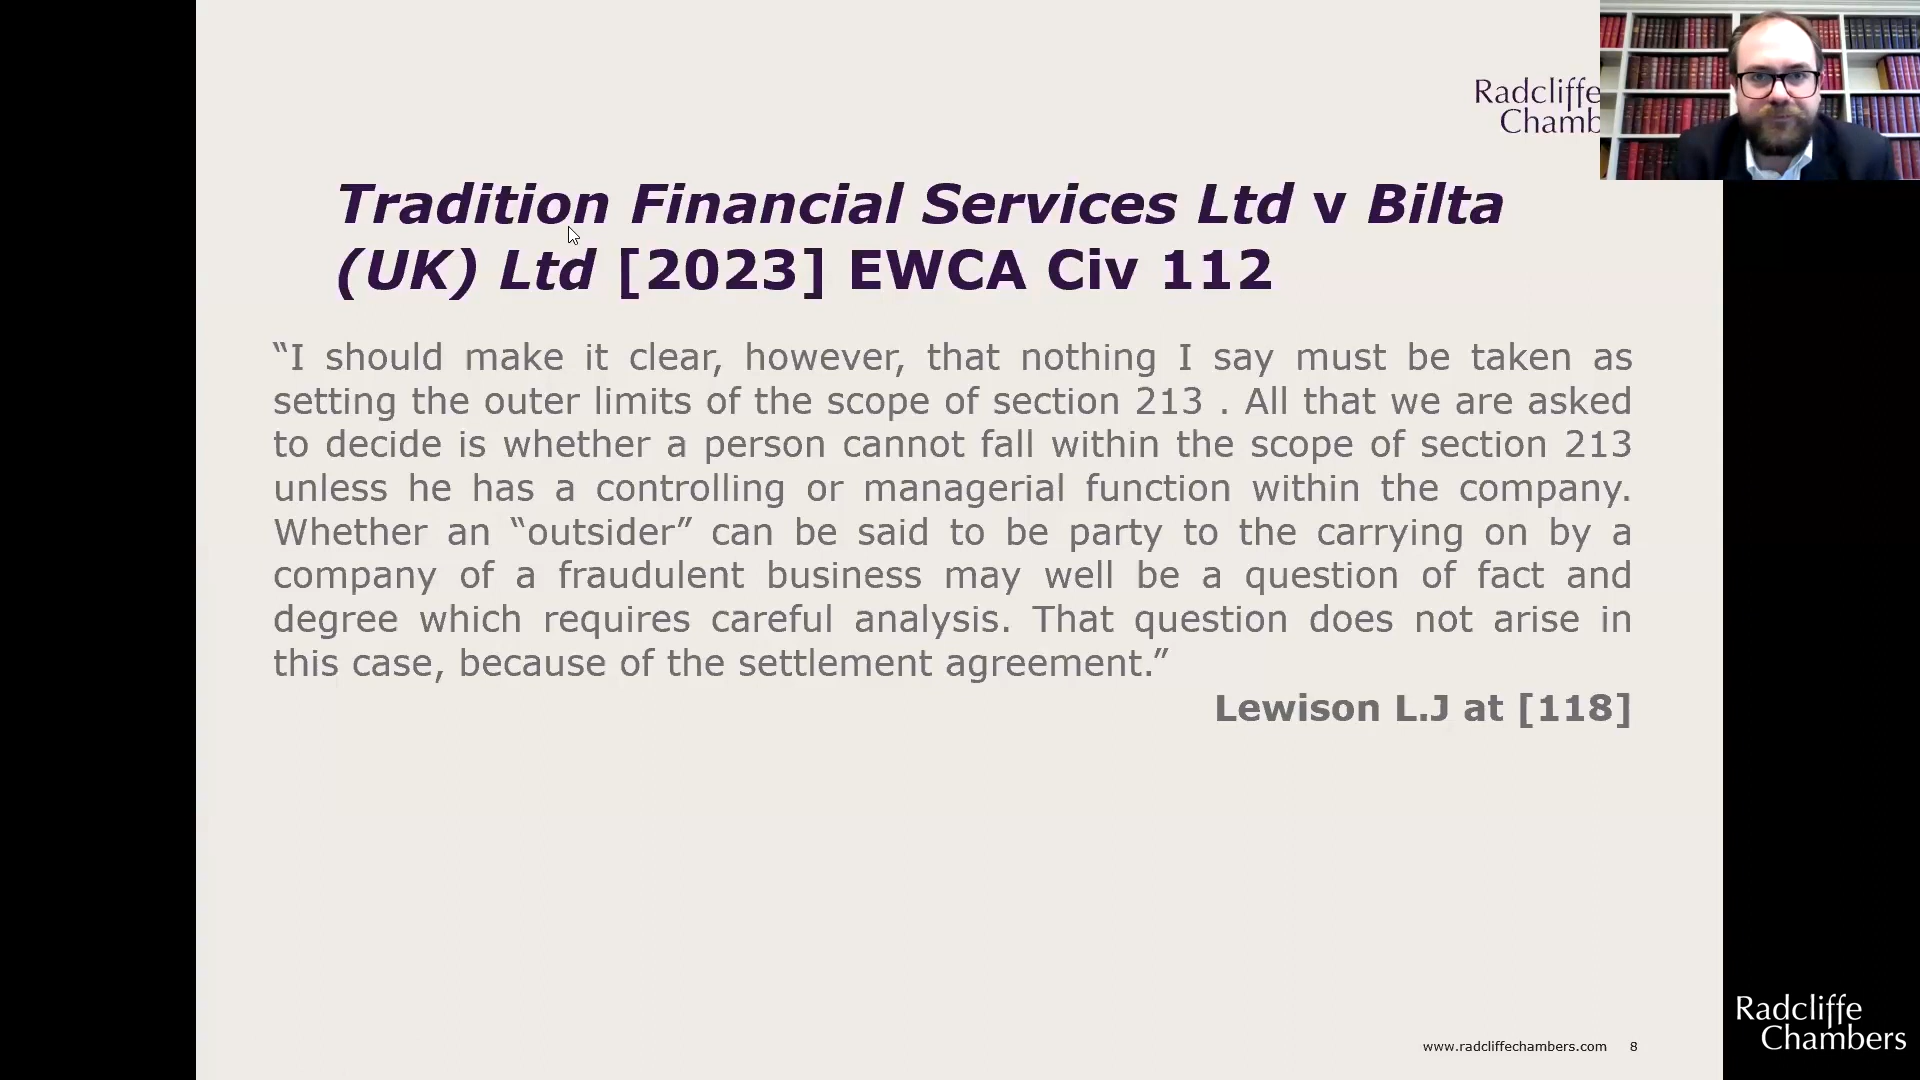 Radcliffe
Chamb
Tradition Financial Services Ltd v Bilta
(UK) Ltd [2023] EWCA Civ 112
“I should make it clear, however, that nothing I say must be taken as
setting the outer limits of the scope of section 213 . All that we are asked
to decide is whether a person cannot fall within the scope of section 213
unless he has a controlling or managerial function within the company.
Whether an “outsider” can be said to be party to the carrying on by a
company of a fraudulent business may well be a question of fact and
degree which requires careful analysis. That question does not arise in
this case, because of the settlement agreement.”
Lewison L.J at [118]
www.radcliffechambers.com 8
Radcliffe
Chambers